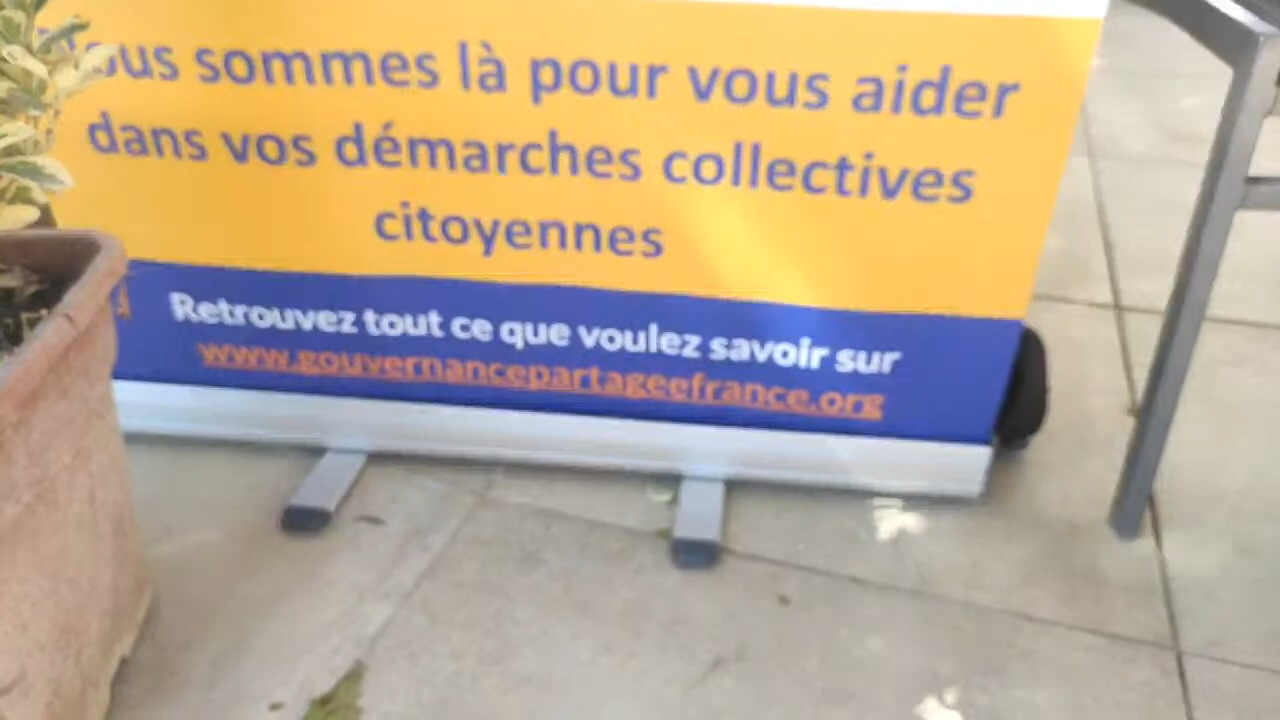 Nous sommes là pour vous aider
dans vos démarches collectives
citoyennes
Retrouvez tout ce que voulez savoir sur
www.gouvernancepartageefrance.org